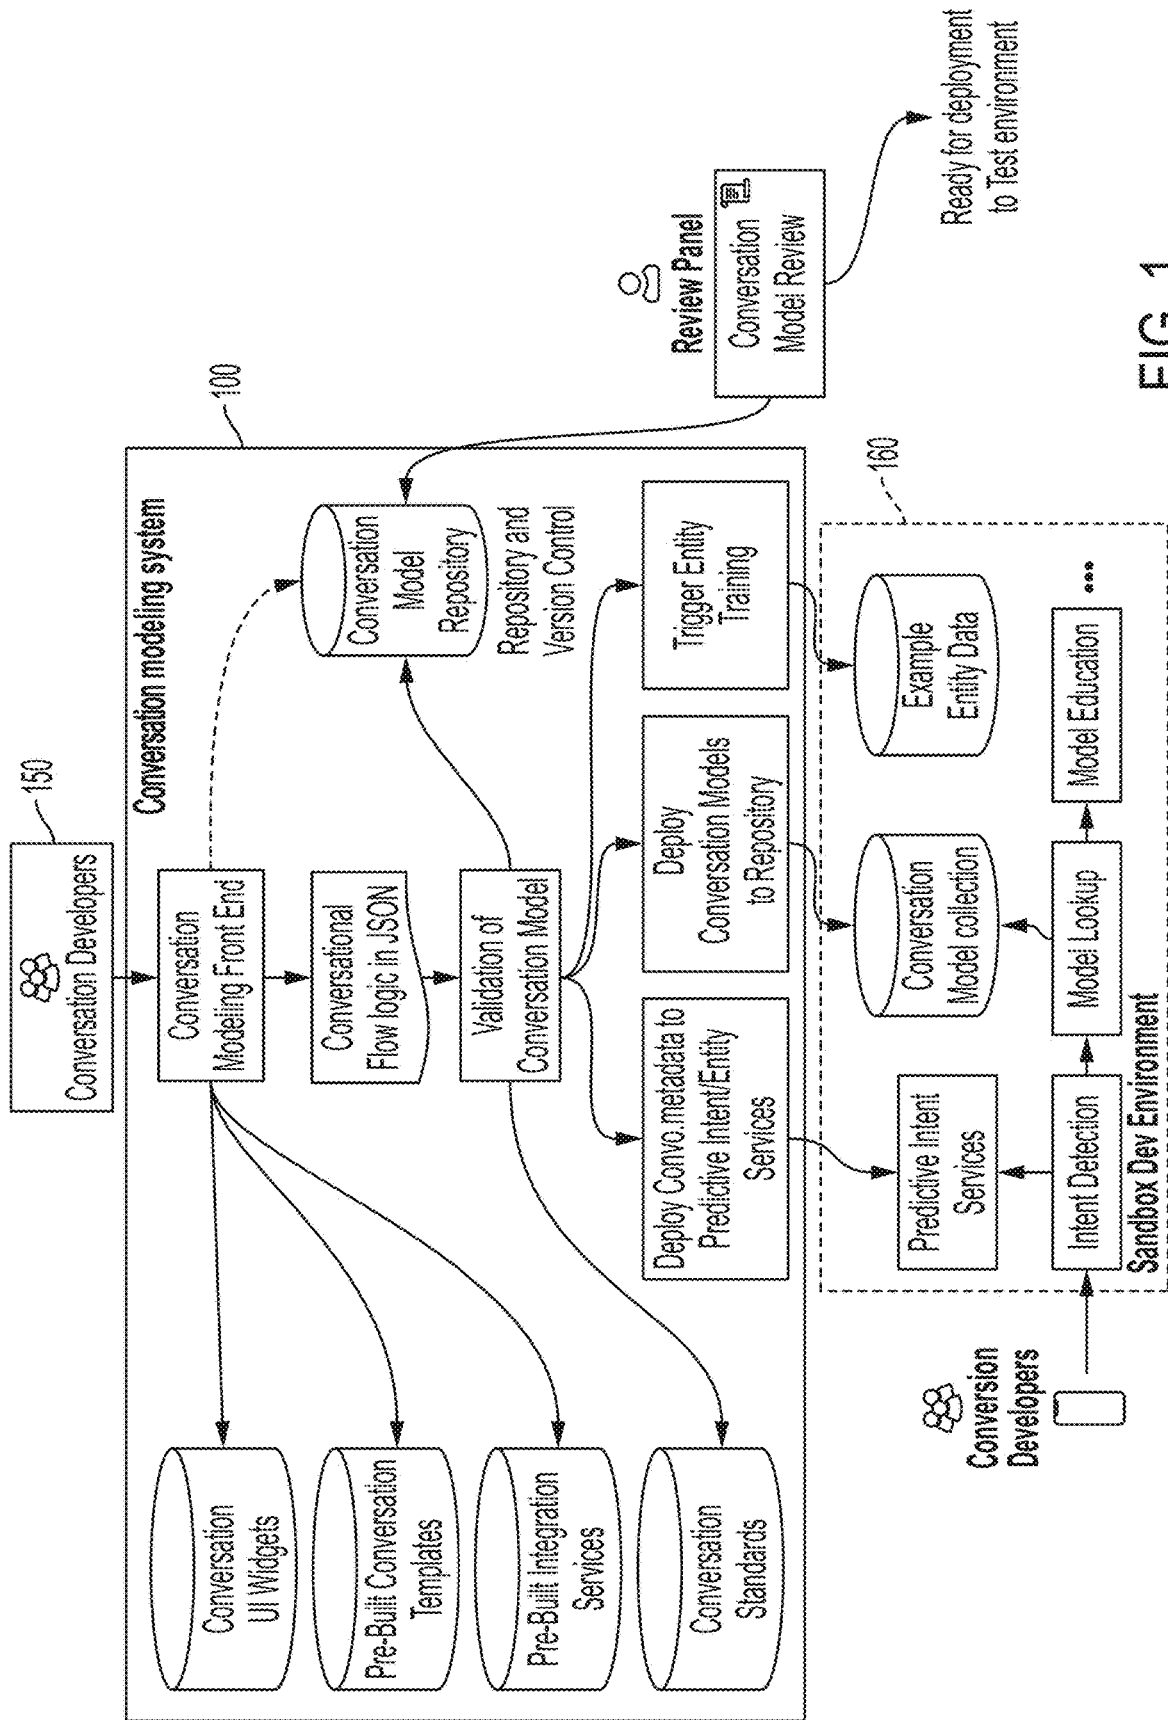 150
Conversation Developers
100
Conversation modeling system
Conversation
UI Widgets
Pre-Built Conversation
Templates
Pre-Built Integration
Services
Conversation
Standards
Conversation
Modeling Front End
Conversational
Flow logic in JSON
Validation of
Conversation Model
Conversation
Model
Repository
Repository and
Version Control
Deploy Convo.metadata to
Predictive Intent/Entity
Services
Deploy
Conversation Models
to Repository
Trigger Entity
Training
Review Panel
Conversation
Model Review
Ready for deployment
to Test environment
160
Predictive Intent
Services
Conversation
Model collection
Example
Entity Data
Conversion
Developers
Intent Detection
Model Lookup
Model Education
...
Sandbox Dev Environment
FIG. 1